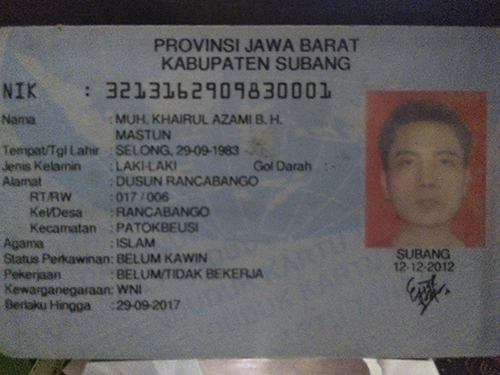 PROVINSI JAWA BARAT
KABUPATEN SUBANG
NIK : 3213162909830001
Nama : MUH. KHAIRUL AZAMI B. H.
MASTUN
Tempat/Tgl Lahir : SELONG, 29-09-1983
Jenis Kelamin : LAKI-LAKI Gol Darah : -
Alamat : DUSUN RANCABANGO
RT/RW : 017 / 006
Kel/Desa : RANCABANGO
Kecamatan : PATOKBEUSI
Agama : ISLAM
Status Perkawinan: BELUM KAWIN
Pekerjaan : BELUM/TIDAK BEKERJA
Kewarganegaraan: WNI
Berlaku Hingga : 29-09-2017
SUBANG
12-12-2012